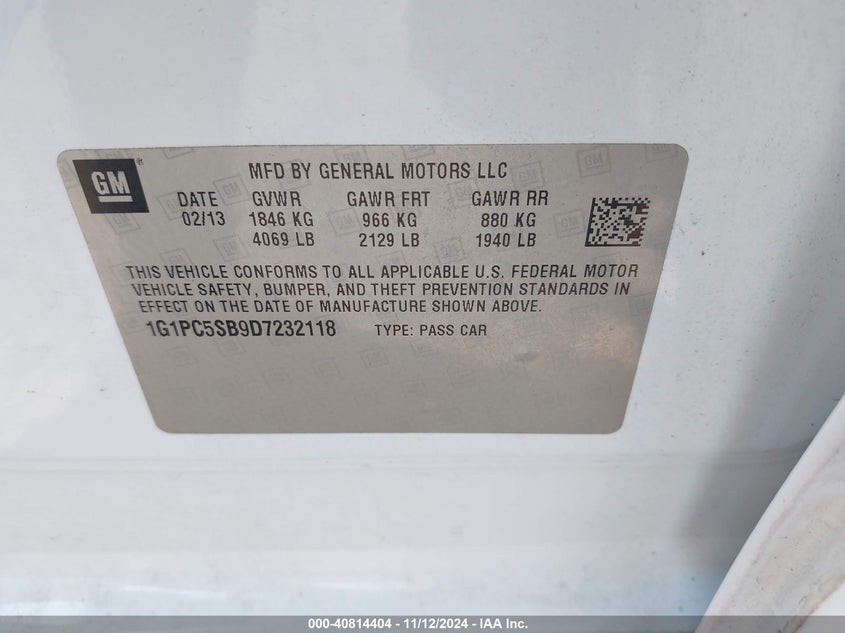 GM
MFD BY GENERAL MOTORS LLC
DATE GVWR GAWR FRT GAWR RR
02/13 1846 KG 966 KG 880 KG
4069 LB 2129 LB 1940 LB
THIS VEHICLE CONFORMS TO ALL APPLICABLE U.S. FEDERAL MOTOR
VEHICLE SAFETY, BUMPER, AND THEFT PREVENTION STANDARDS IN
EFFECT ON THE DATE OF MANUFACTURE SHOWN ABOVE.
1G1PC5SB9D7232118 TYPE: PASS CAR
000-40814404 - 11/12/2024 - IAA Inc.